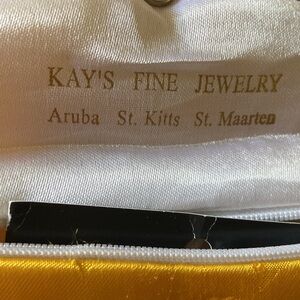 KAY'S FINE JEWELRY
Aruba St. Kitts St. Maarten